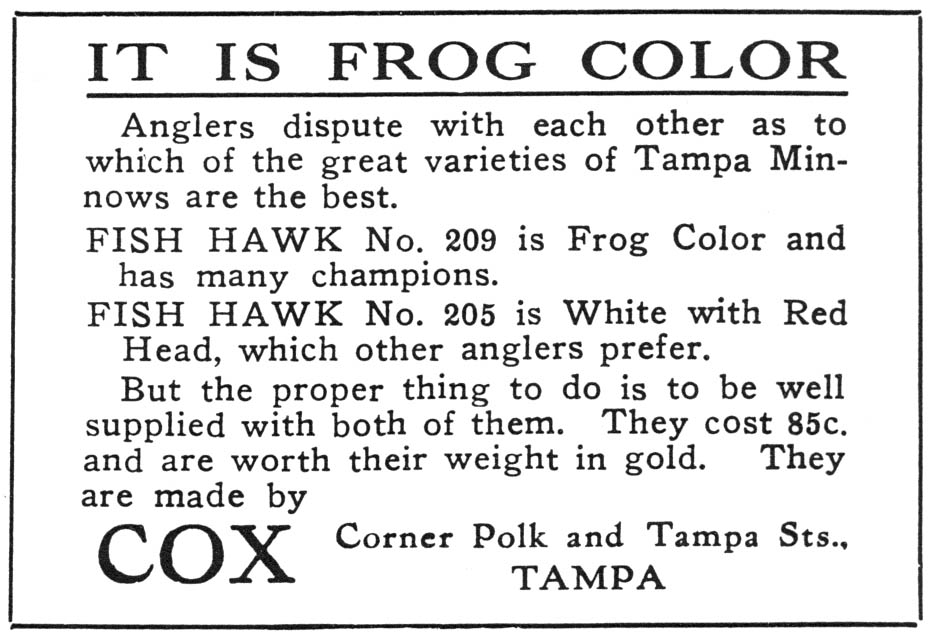 IT IS FROG COLOR
Anglers dispute with each other as to
which of the great varieties of Tampa Min-
nows are the best.
FISH HAWK No. 209 is Frog Color and
has many champions.
FISH HAWK No. 205 is White with Red
Head, which other anglers prefer.
But the proper thing to do is to be well
supplied with both of them. They cost 85c.
and are worth their weight in gold. They
are made by
COX Corner Polk and Tampa Sts.,
TAMPA